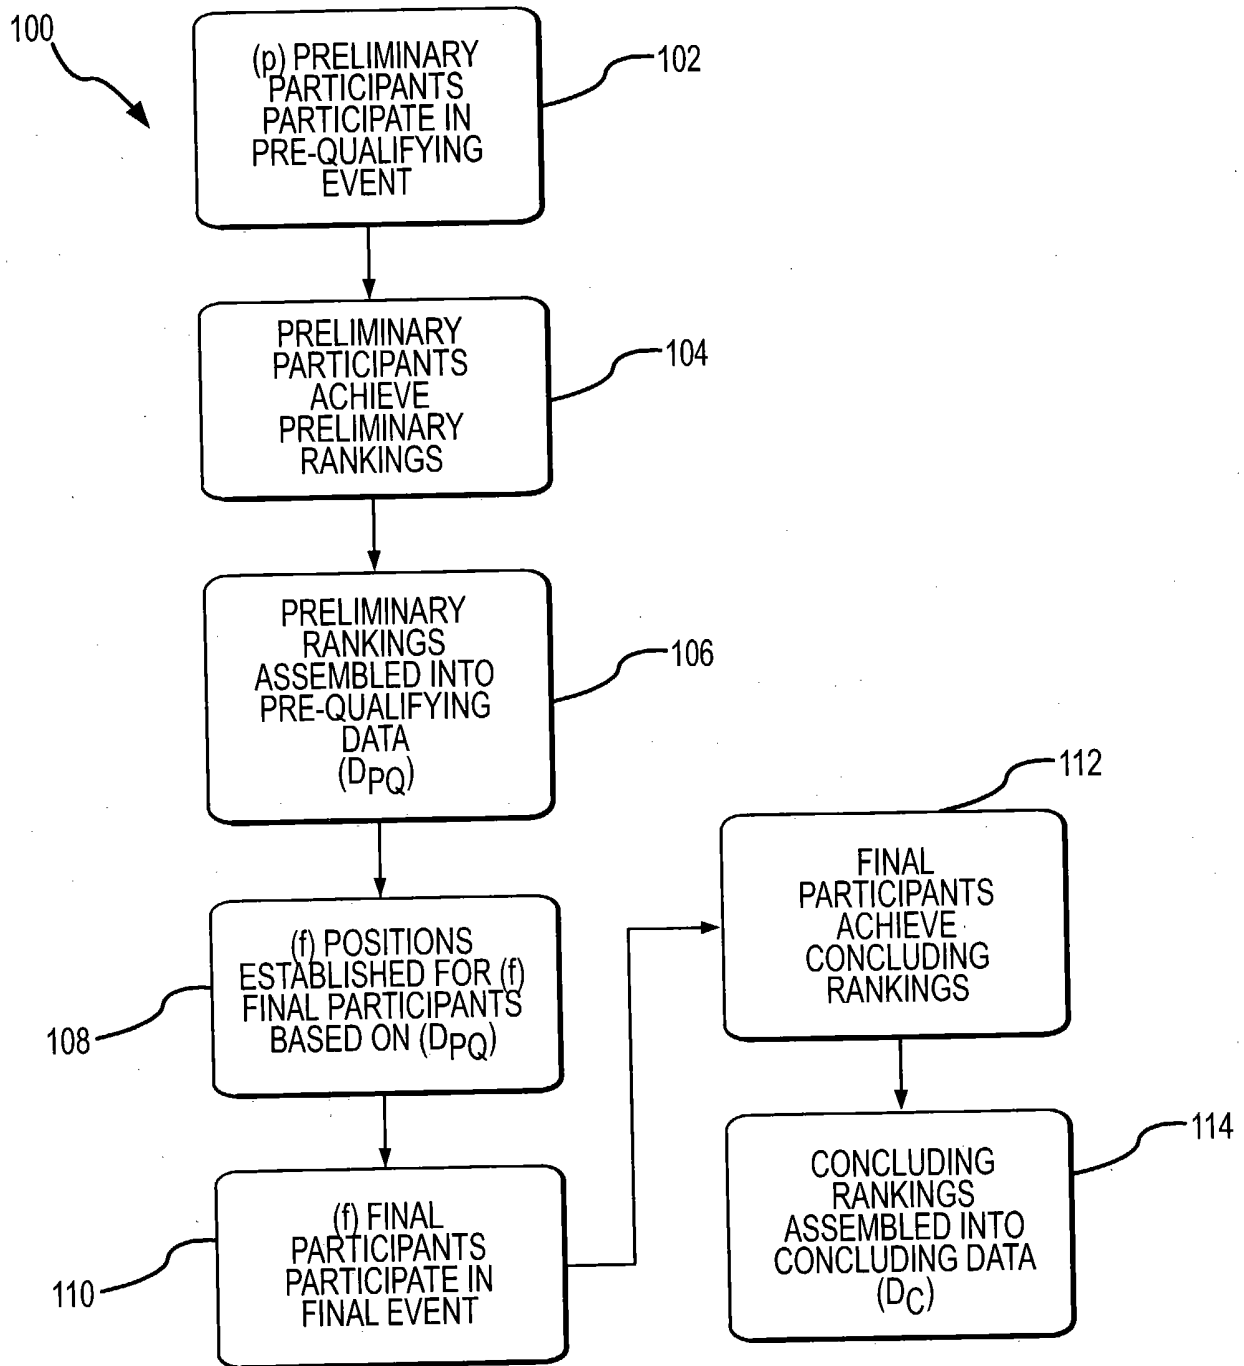 100
(p) PRELIMINARY
PARTICIPANTS
PARTICIPATE IN
PRE-QUALIFYING
EVENT
102
PRELIMINARY
PARTICIPANTS
ACHIEVE
PRELIMINARY
RANKINGS
104
PRELIMINARY
RANKINGS
ASSEMBLED INTO
PRE-QUALIFYING
DATA
(DPQ)
106
(f) POSITIONS
ESTABLISHED FOR (f)
FINAL PARTICIPANTS
BASED ON (DPQ)
108
(f) FINAL
PARTICIPANTS
PARTICIPATE IN
FINAL EVENT
110
112
FINAL
PARTICIPANTS
ACHIEVE
CONCLUDING
RANKINGS
114
CONCLUDING
RANKINGS
ASSEMBLED INTO
CONCLUDING DATA
(DC)